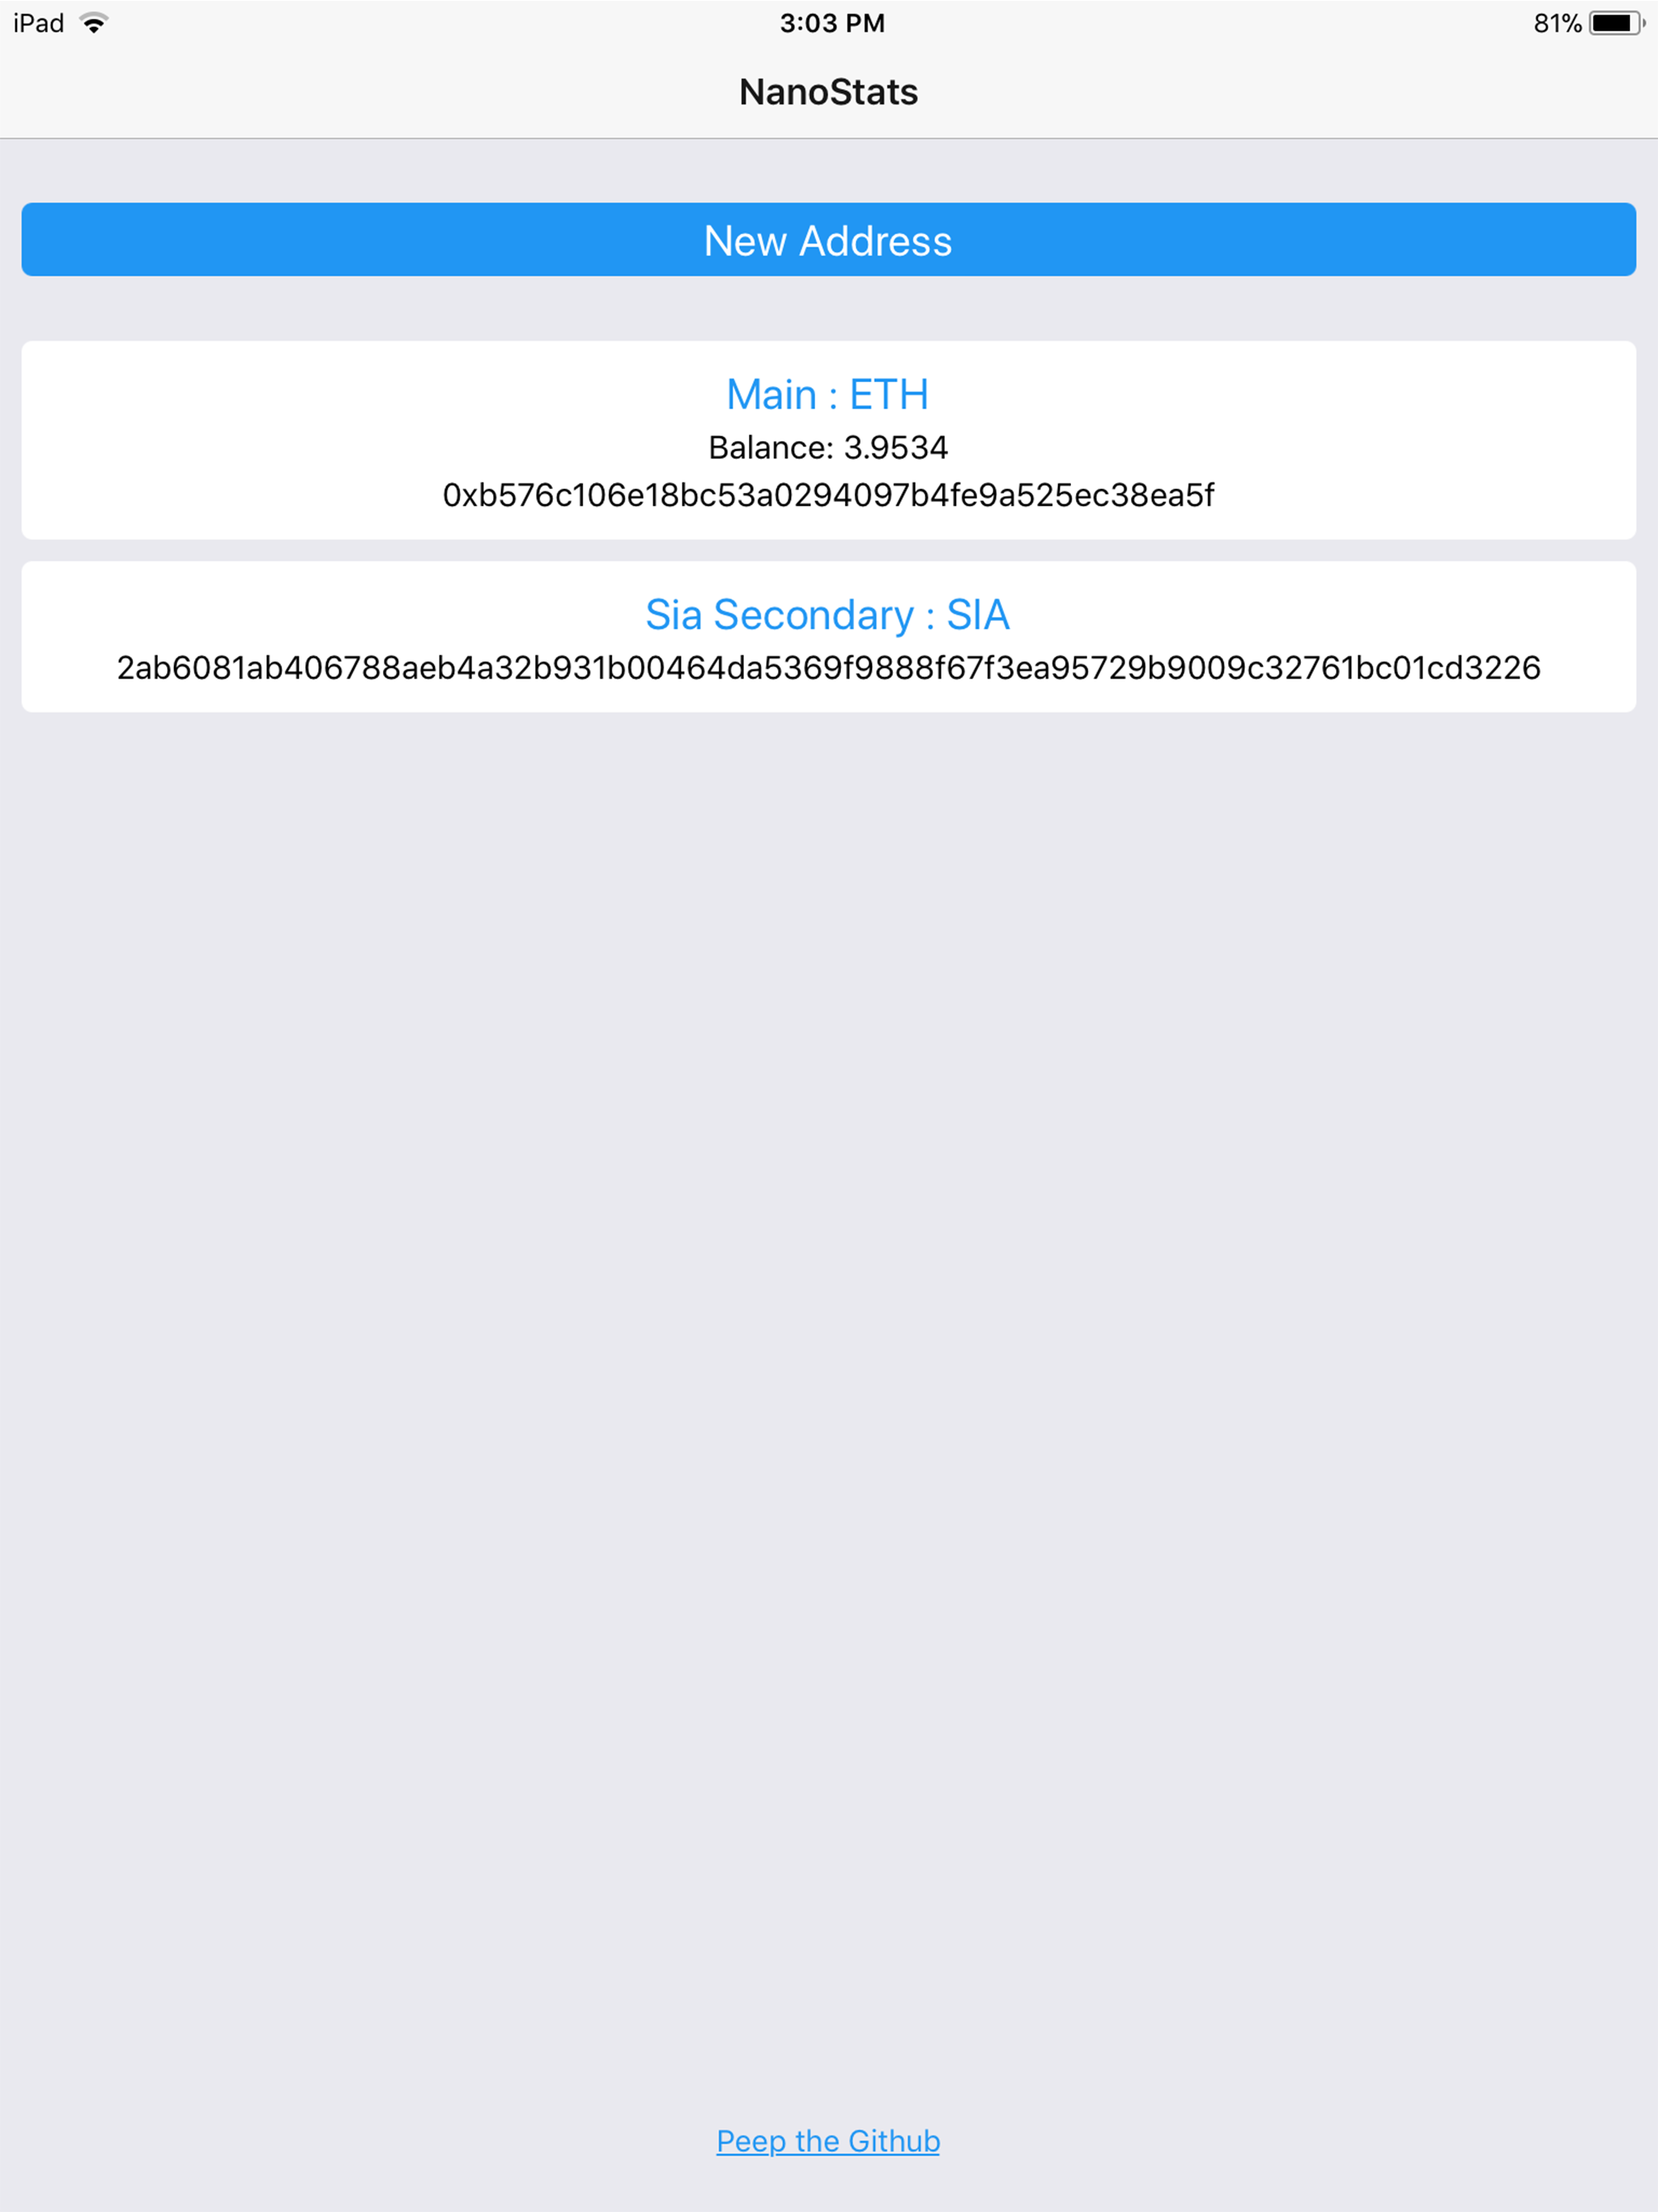 iPad 3:03 PM 81%
NanoStats
New Address
Main : ETH
Balance: 3.9534
0xb576c106e18bc53a0294097b4fe9a525ec38ea5f
Sia Secondary : SIA
2ab6081ab406788aeb4a32b931b00464da5369f9888f67f3ea95729b9009c32761bc01cd3226
Peep the Github